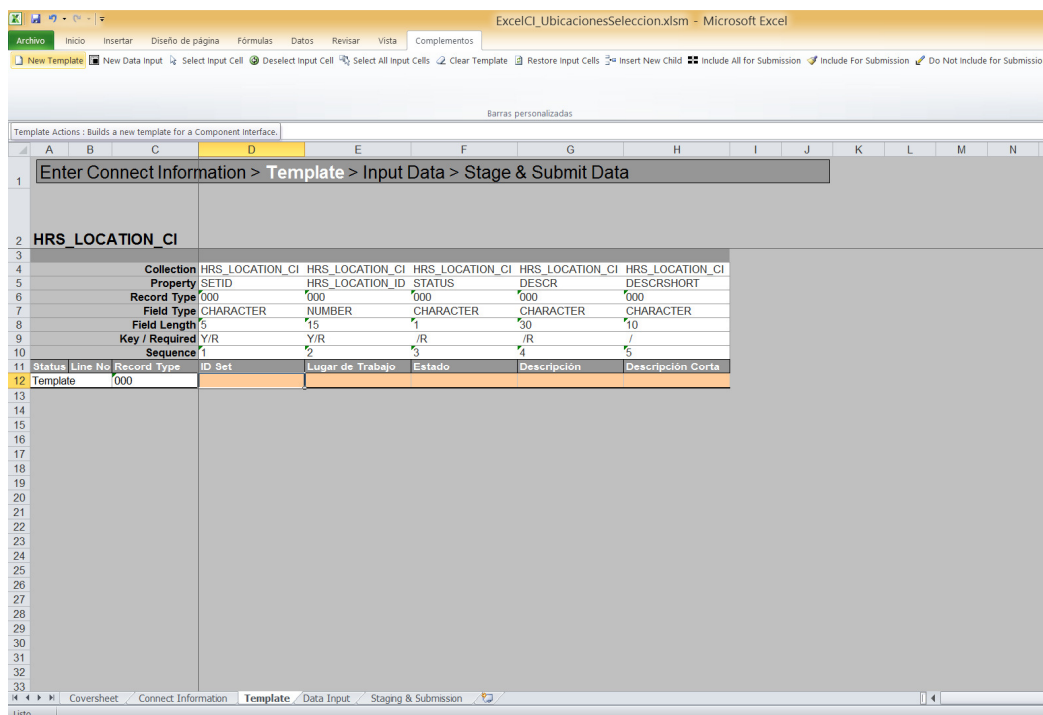 ExcelCI_UbicacionesSeleccion.xlsm - Microsoft Excel
Archivo Inicio Insertar Diseño de página Fórmulas Datos Revisar Vista Complementos
New Template New Data Input Select Input Cell Deselect Input Cell Select All Input Cells Clear Template Restore Input Cells Insert New Child Include All for Submission Include For Submission Do Not Include for Submissio
Barras personalizadas
Template Actions : Builds a new template for a Component Interface.
A B C D E F G H I J K L M N
1 Enter Connect Information > Template > Input Data > Stage & Submit Data
2 HRS_LOCATION_CI
3
4 Collection HRS_LOCATION_CI HRS_LOCATION_CI HRS_LOCATION_CI HRS_LOCATION_CI HRS_LOCATION_CI
5 Property SETID HRS_LOCATION_ID STATUS DESCR DESCRSHORT
6 Record Type 000 000 000 000 000
7 Field Type CHARACTER NUMBER CHARACTER CHARACTER CHARACTER
8 Field Length 5 15 1 30 10
9 Key / Required Y/R Y/R /R /R /
10 Sequence 1 2 3 4 5
11 Status Line No Record Type ID Set Lugar de Trabajo Estado Descripción Descripción Corta
12 Template 000
13
14
15
16
17
18
19
20
21
22
23
24
25
26
27
28
29
30
31
32
33
Coversheet Connect Information Template Data Input Staging & Submission
Listo